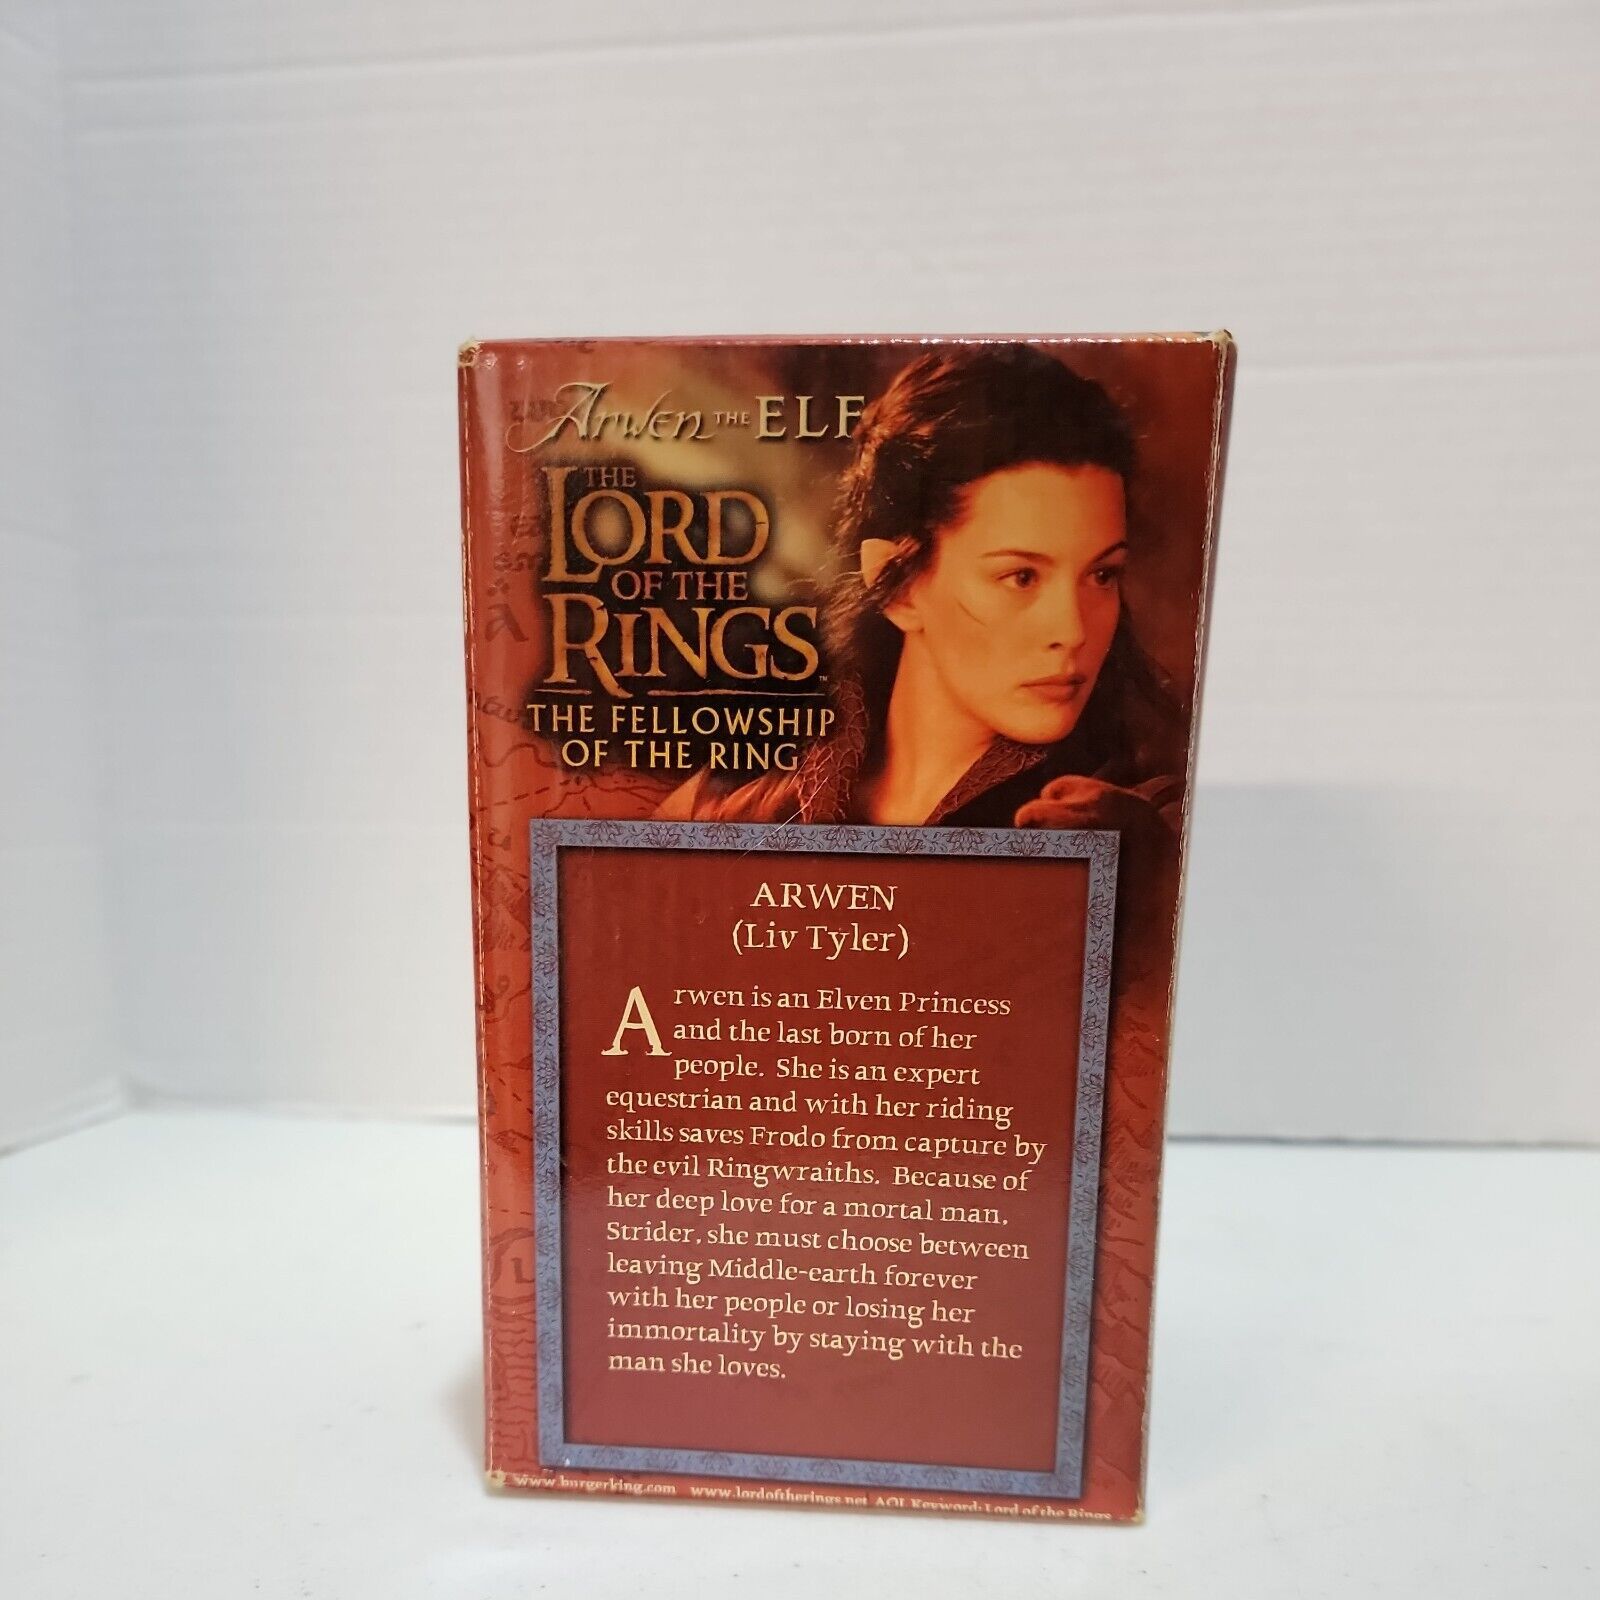 Arwen THE ELF
THE
LORD
OF THE
RINGS™
THE FELLOWSHIP
OF THE RING
ARWEN
(Liv Tyler)
Arwen is an Elven Princess
and the last born of her
people. She is an expert
equestrian and with her riding
skills saves Frodo from capture by
the evil Ringwraiths. Because of
her deep love for a mortal man,
Strider, she must choose between
leaving Middle-earth forever
with her people or losing her
immortality by staying with the
man she loves.
www.burgerking.com www.lordoftherings.net AOL Keyword: Lord of the Rings